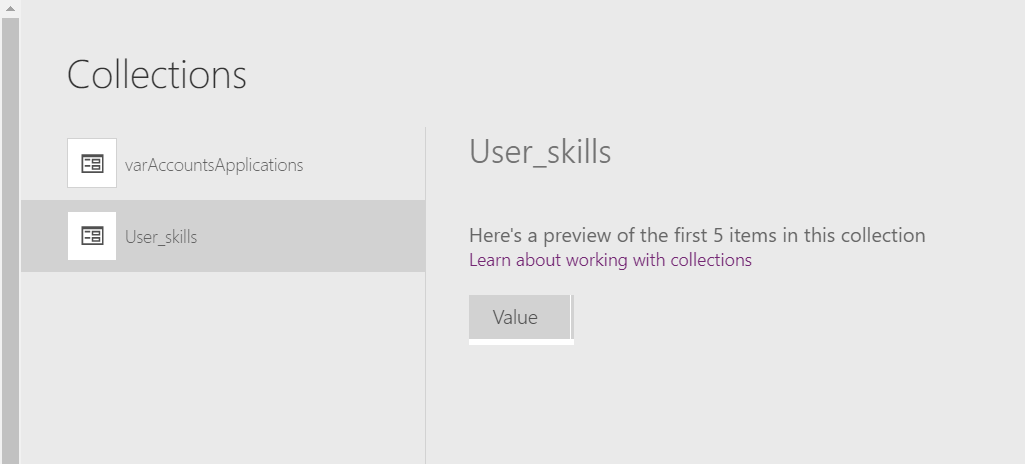 Collections
varAccountsApplications
User_skills
User_skills
Here's a preview of the first 5 items in this collection
Learn about working with collections
Value